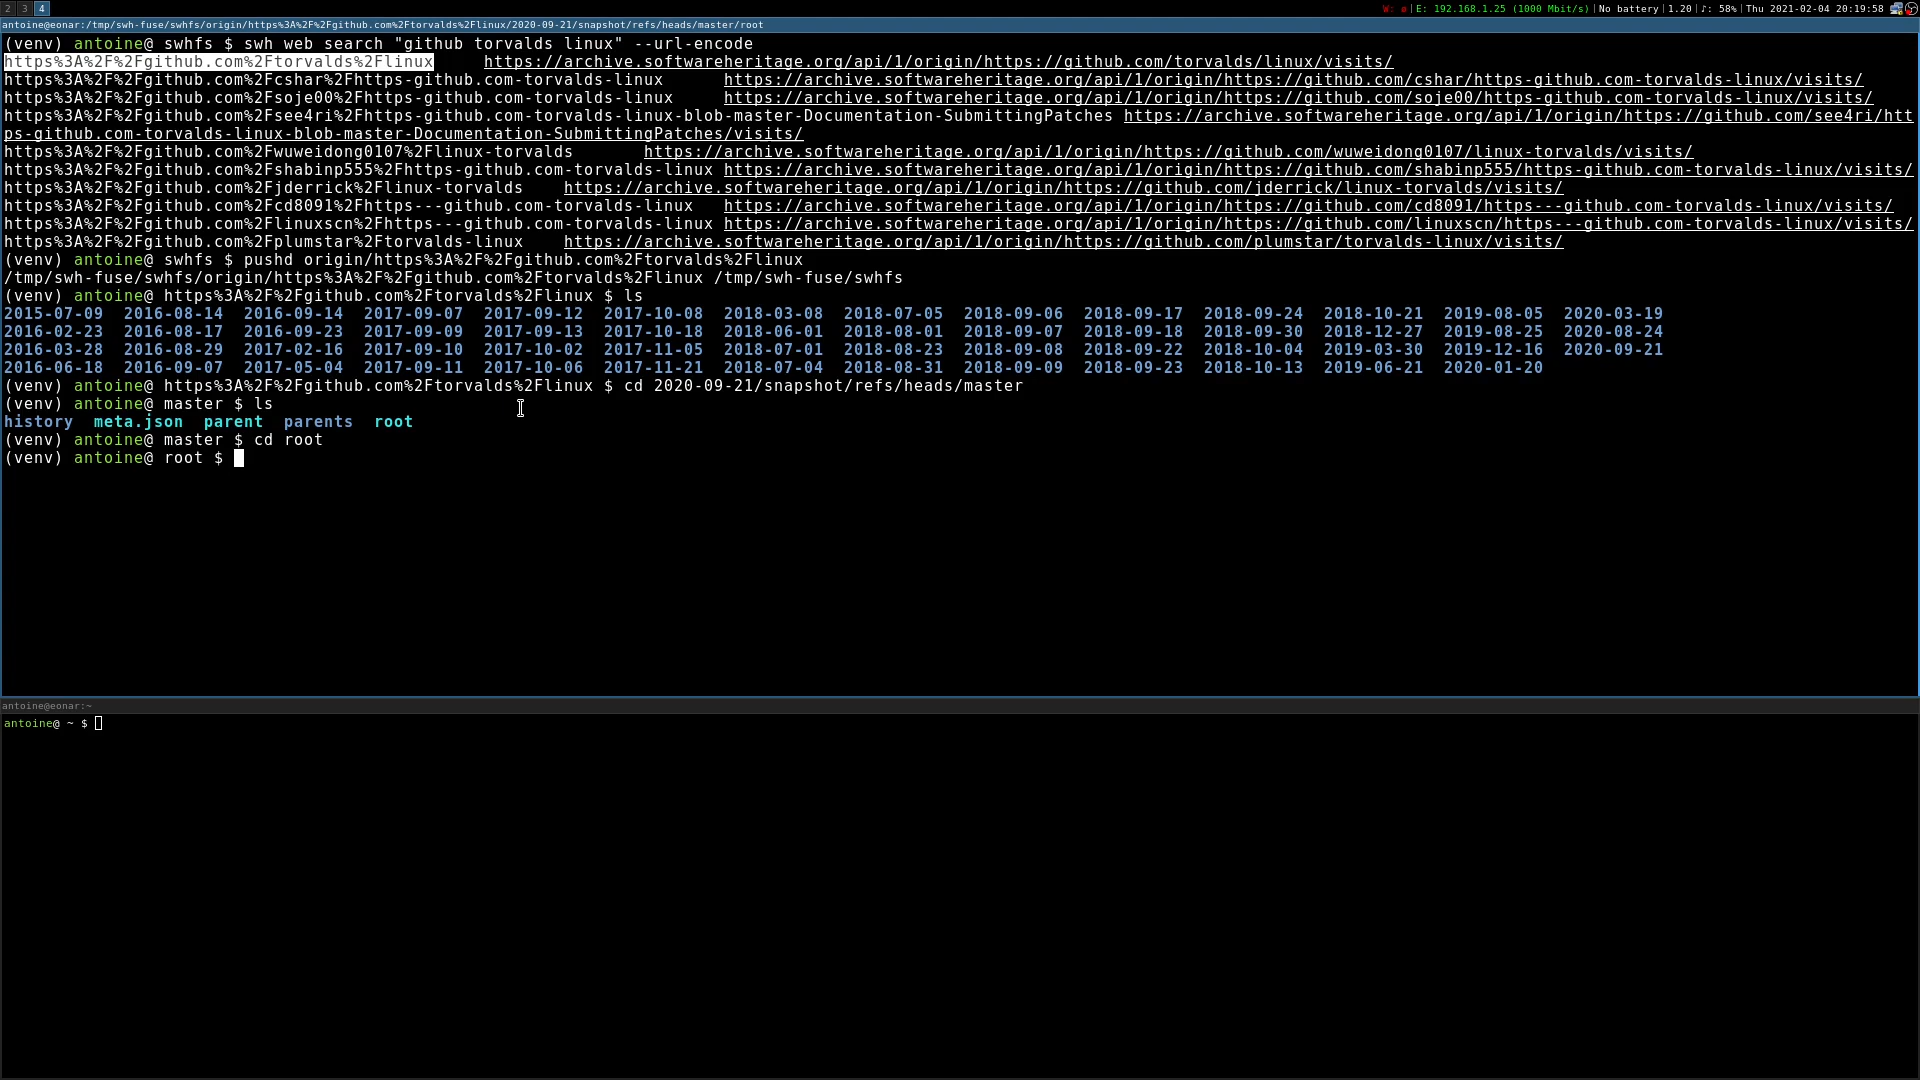 2 3 4 W: ø|E: 192.168.1.25 (1000 Mbit/s)|No battery|1.20|♪: 58%|Thu 2021-02-04 20:19:58
antoine@eonar:/tmp/swh-fuse/swhfs/origin/https%3A%2F%2Fgithub.com%2Ftorvalds%2Flinux/2020-09-21/snapshot/refs/heads/master/root
(venv) antoine@ swhfs $ swh web search "github torvalds linux" --url-encode
https%3A%2F%2Fgithub.com%2Ftorvalds%2Flinux https://archive.softwareheritage.org/api/1/origin/https://github.com/torvalds/linux/visits/
https%3A%2F%2Fgithub.com%2Fcshar%2Fhttps-github.com-torvalds-linux https://archive.softwareheritage.org/api/1/origin/https://github.com/cshar/https-github.com-torvalds-linux/visits/
https%3A%2F%2Fgithub.com%2Fsoje00%2Fhttps-github.com-torvalds-linux https://archive.softwareheritage.org/api/1/origin/https://github.com/soje00/https-github.com-torvalds-linux/visits/
https%3A%2F%2Fgithub.com%2Fsee4ri%2Fhttps-github.com-torvalds-linux-blob-master-Documentation-SubmittingPatches https://archive.softwareheritage.org/api/1/origin/https://github.com/see4ri/htt
ps-github.com-torvalds-linux-blob-master-Documentation-SubmittingPatches/visits/
https%3A%2F%2Fgithub.com%2Fwuweidong0107%2Flinux-torvalds https://archive.softwareheritage.org/api/1/origin/https://github.com/wuweidong0107/linux-torvalds/visits/
https%3A%2F%2Fgithub.com%2Fshabinp555%2Fhttps-github.com-torvalds-linux https://archive.softwareheritage.org/api/1/origin/https://github.com/shabinp555/https-github.com-torvalds-linux/visits/
https%3A%2F%2Fgithub.com%2Fjderrick%2Flinux-torvalds https://archive.softwareheritage.org/api/1/origin/https://github.com/jderrick/linux-torvalds/visits/
https%3A%2F%2Fgithub.com%2Fcd8091%2Fhttps---github.com-torvalds-linux https://archive.softwareheritage.org/api/1/origin/https://github.com/cd8091/https---github.com-torvalds-linux/visits/
https%3A%2F%2Fgithub.com%2Flinuxscn%2Fhttps---github.com-torvalds-linux https://archive.softwareheritage.org/api/1/origin/https://github.com/linuxscn/https---github.com-torvalds-linux/visits/
https%3A%2F%2Fgithub.com%2Fplumstar%2Ftorvalds-linux https://archive.softwareheritage.org/api/1/origin/https://github.com/plumstar/torvalds-linux/visits/
(venv) antoine@ swhfs $ pushd origin/https%3A%2F%2Fgithub.com%2Ftorvalds%2Flinux
/tmp/swh-fuse/swhfs/origin/https%3A%2F%2Fgithub.com%2Ftorvalds%2Flinux /tmp/swh-fuse/swhfs
(venv) antoine@ https%3A%2F%2Fgithub.com%2Ftorvalds%2Flinux $ ls
2015-07-09 2016-08-14 2016-09-14 2017-09-07 2017-09-12 2017-10-08 2018-03-08 2018-07-05 2018-09-06 2018-09-17 2018-09-24 2018-10-21 2019-08-05 2020-03-19
2016-02-23 2016-08-17 2016-09-23 2017-09-09 2017-09-13 2017-10-18 2018-06-01 2018-08-01 2018-09-07 2018-09-18 2018-09-30 2018-12-27 2019-08-25 2020-08-24
2016-03-28 2016-08-29 2017-02-16 2017-09-10 2017-10-02 2017-11-05 2018-07-01 2018-08-23 2018-09-08 2018-09-22 2018-10-04 2019-03-30 2019-12-16 2020-09-21
2016-06-18 2016-09-07 2017-05-04 2017-09-11 2017-10-06 2017-11-21 2018-07-04 2018-08-31 2018-09-09 2018-09-23 2018-10-13 2019-06-21 2020-01-20
(venv) antoine@ https%3A%2F%2Fgithub.com%2Ftorvalds%2Flinux $ cd 2020-09-21/snapshot/refs/heads/master
(venv) antoine@ master $ ls
history meta.json parent parents root
(venv) antoine@ master $ cd root
(venv) antoine@ root $
antoine@eonar:~
antoine@ ~ $